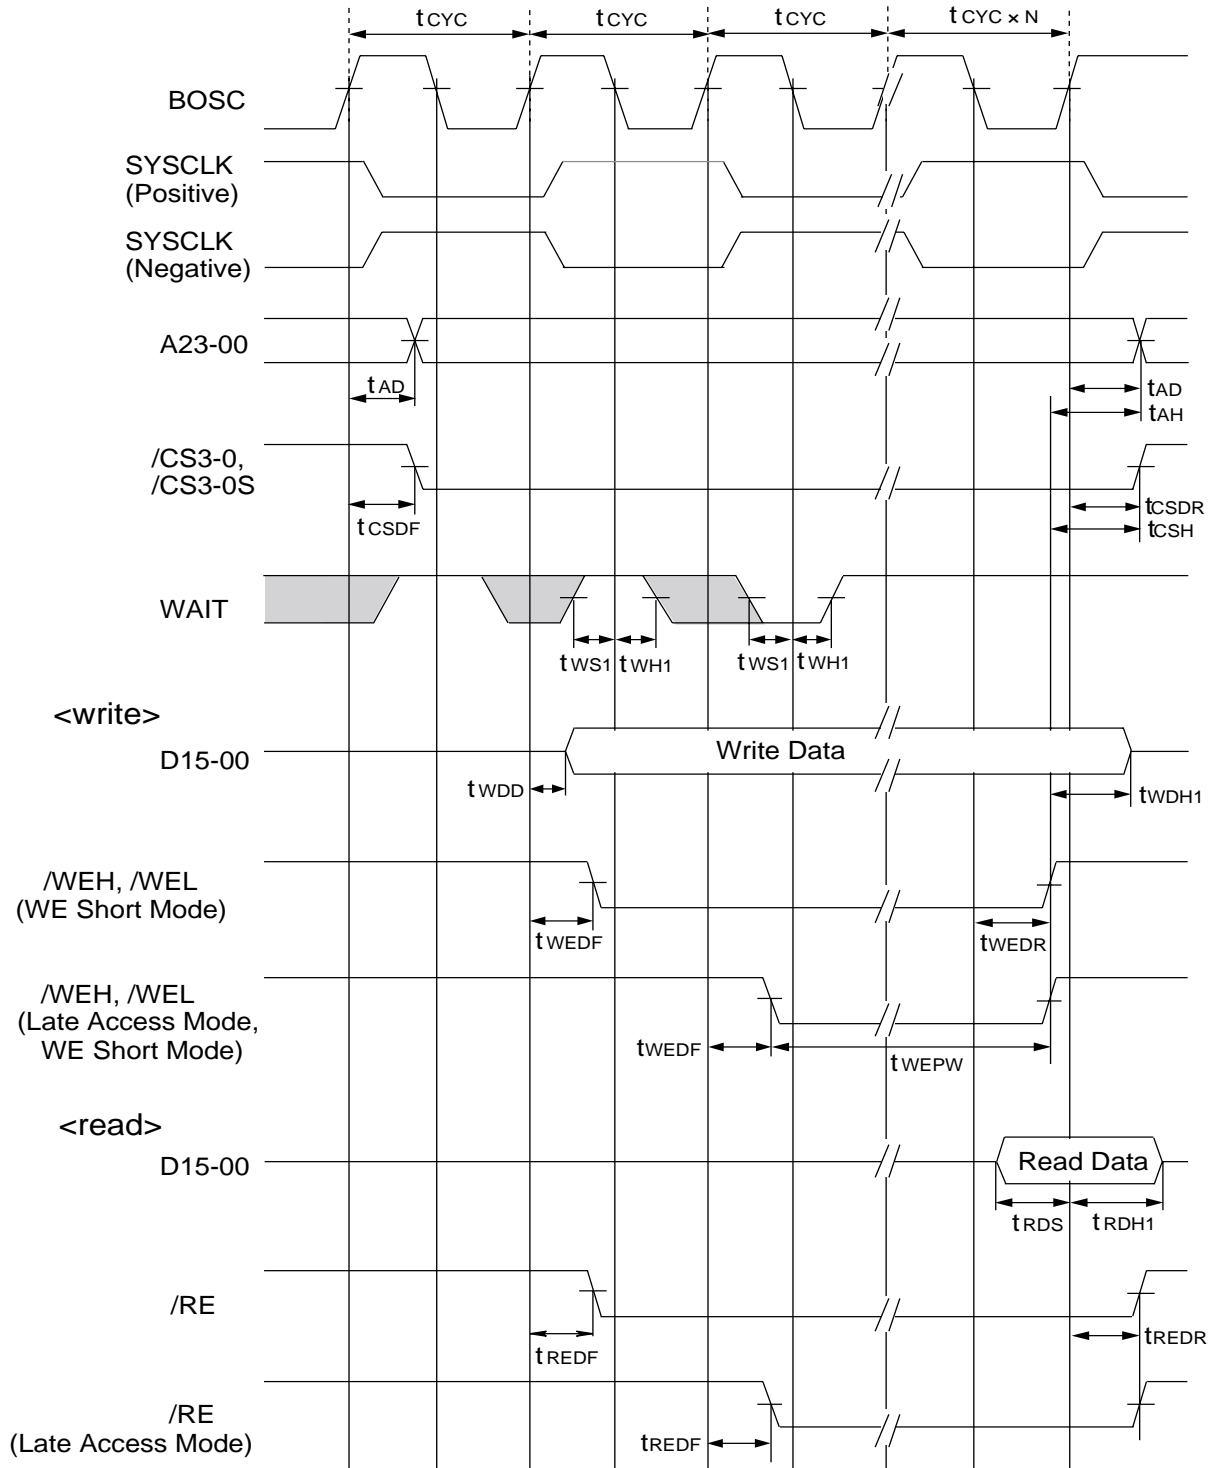 tCYC tCYC tCYC tCYC × N
BOSC
SYSCLK
(Positive)
SYSCLK
(Negative)
A23-00
tAD tAD
tAH
/CS3-0,
/CS3-0S
tCSDF tCSDR
tCSH
WAIT
tWS1 tWH1 tWS1 tWH1
<write>
D15-00 Write Data
tWDD tWDH1
/WEH, /WEL
(WE Short Mode)
tWEDF tWEDR
/WEH, /WEL
(Late Access Mode,
WE Short Mode)
tWEDF tWEPW
<read>
D15-00 Read Data
tRDS tRDH1
/RE
tREDF tREDR
/RE
(Late Access Mode)
tREDF